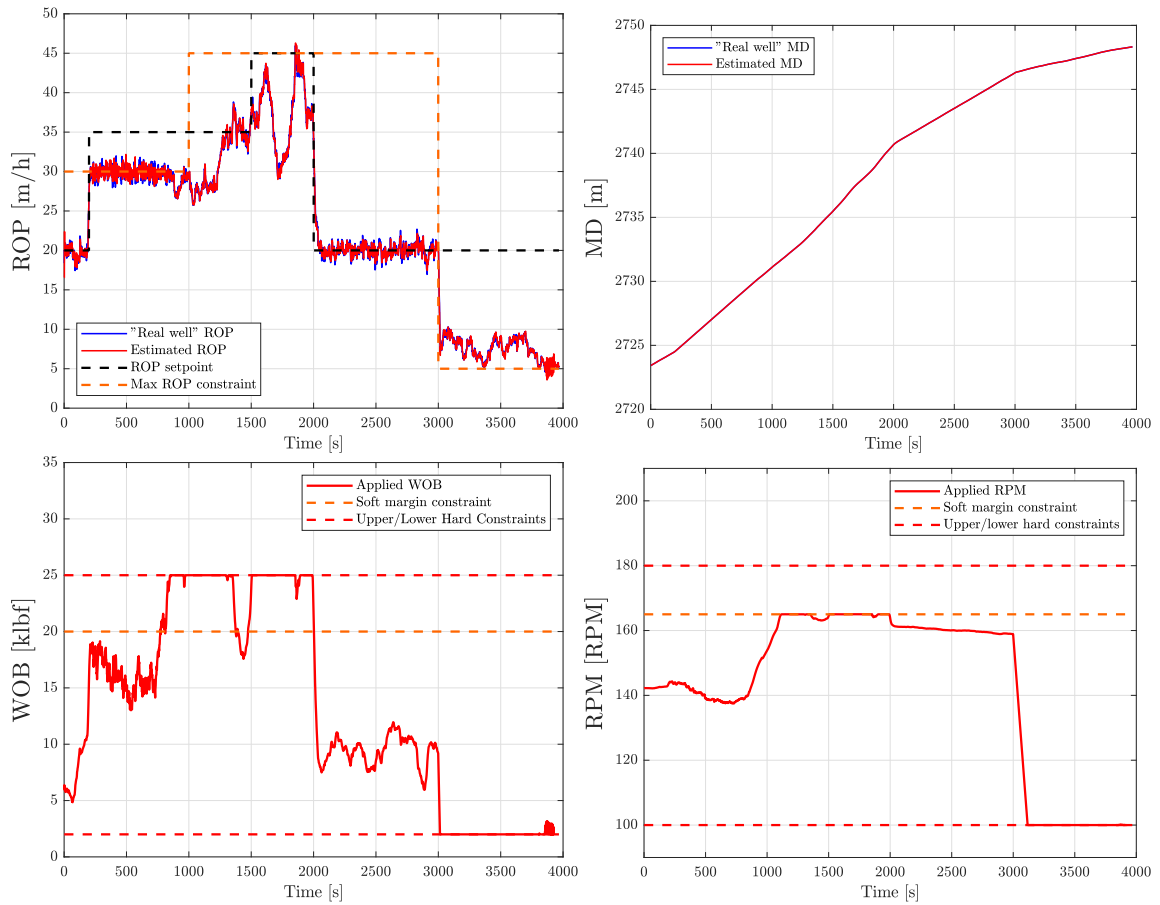 50
45
40
35
30
25
20
15
10
5
0
ROP [m/h]
"Real well" ROP
Estimated ROP
ROP setpoint
Max ROP constraint
0 500 1000 1500 2000 2500 3000 3500 4000
Time [s]
2750
2745
2740
2735
2730
2725
2720
MD [m]
"Real well" MD
Estimated MD
0 500 1000 1500 2000 2500 3000 3500 4000
Time [s]
35
30
25
20
15
10
5
0
WOB [klbf]
Applied WOB
Soft margin constraint
Upper/Lower Hard Constraints
0 500 1000 1500 2000 2500 3000 3500 4000
Time [s]
200
180
160
140
120
100
RPM [RPM]
Applied RPM
Soft margin constraint
Upper/lower hard constraints
0 500 1000 1500 2000 2500 3000 3500 4000
Time [s]